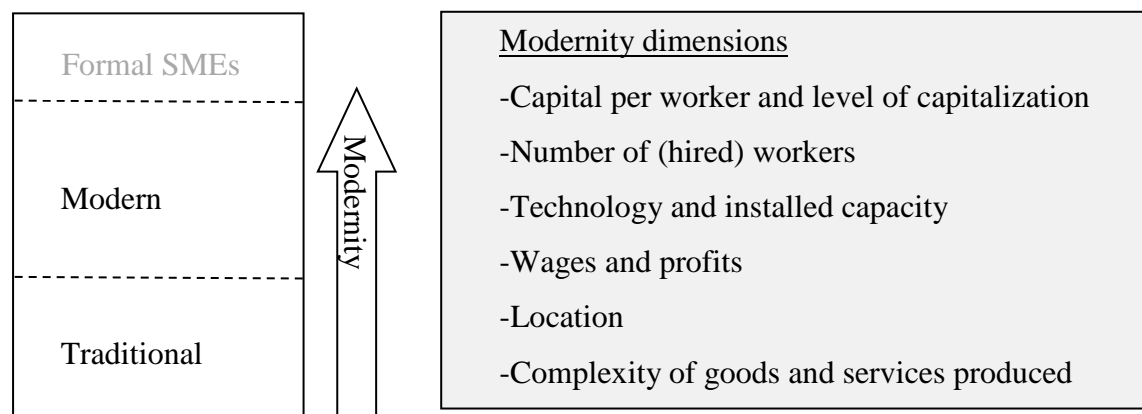 Formal SMEs
Modern
Traditional
Modernity
Modernity dimensions
-Capital per worker and level of capitalization
-Number of (hired) workers
-Technology and installed capacity
-Wages and profits
-Location
-Complexity of goods and services produced